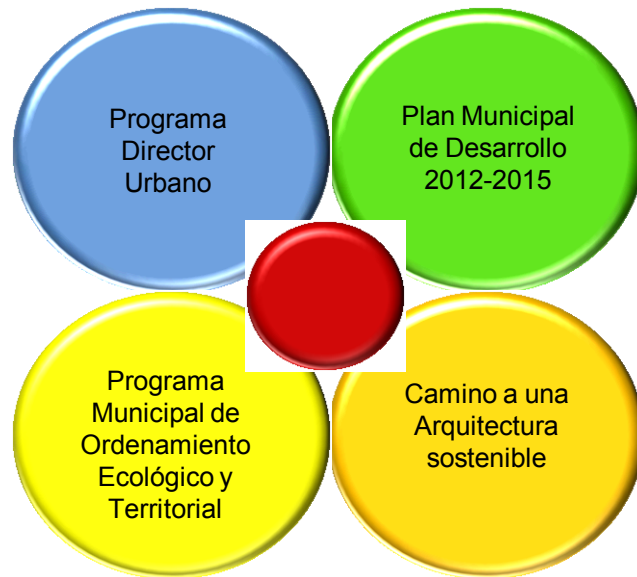 Programa
Director
Urbano
Plan Municipal
de Desarrollo
2012-2015
Programa
Municipal de
Ordenamiento
Ecológico y
Territorial
Camino a una
Arquitectura
sostenible